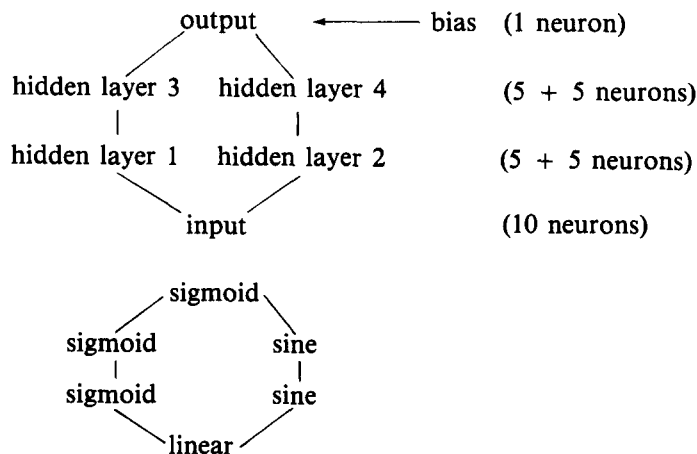 output bias (1 neuron)
hidden layer 3 hidden layer 4 (5 + 5 neurons)
hidden layer 1 hidden layer 2 (5 + 5 neurons)
input (10 neurons)
sigmoid
sigmoid sine
sigmoid sine
linear